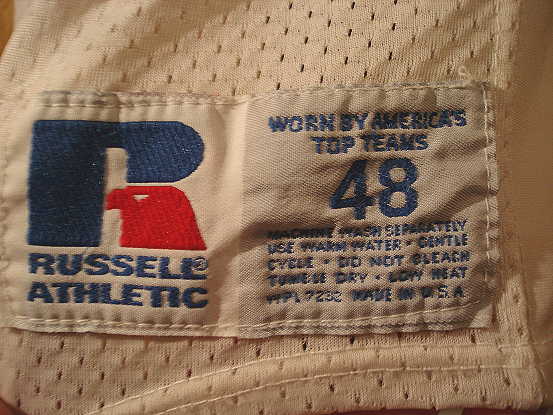 RUSSELL®
ATHLETIC
WORN BY AMERICA'S
TOP TEAMS
48
MACHINE WASH SEPARATELY
USE WARM WATER • GENTLE
CYCLE • DO NOT BLEACH
TUMBLE DRY • LOW HEAT
7232 MADE IN U.S.A